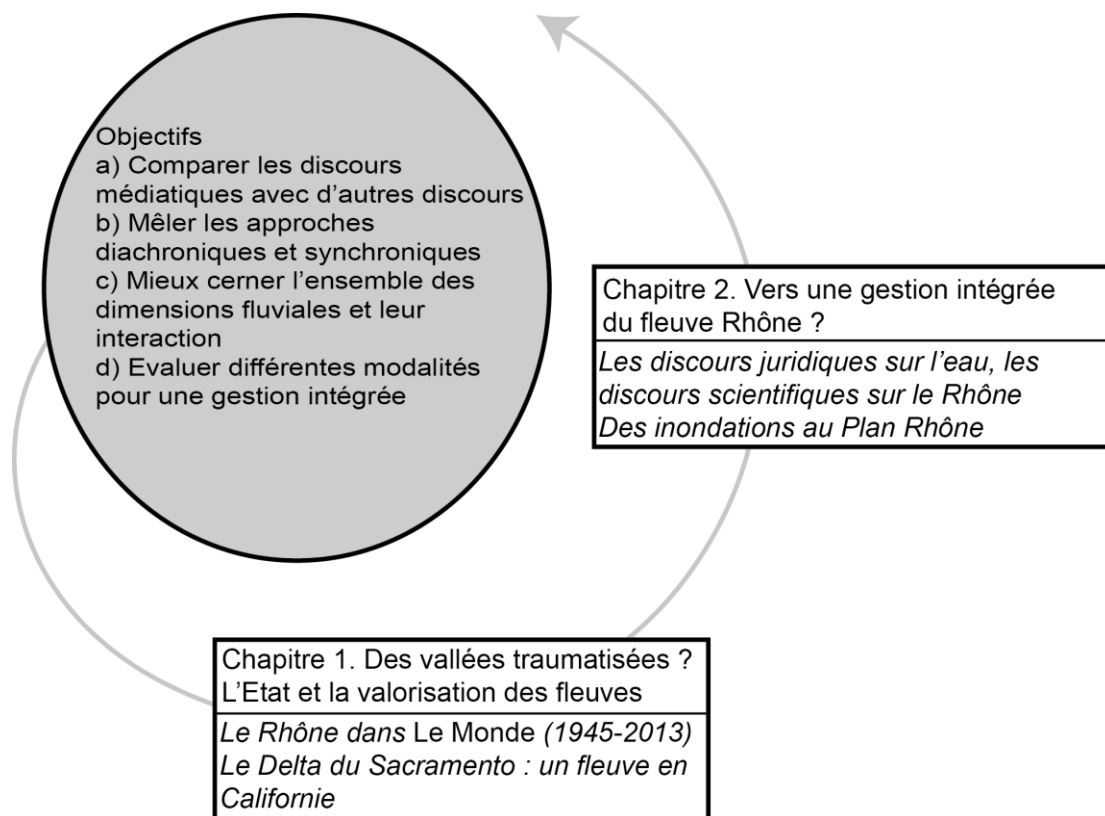 Objectifs
a) Comparer les discours
médiatiques avec d'autres discours
b) Mêler les approches
diachroniques et synchroniques
c) Mieux cerner l'ensemble des
dimensions fluviales et leur
interaction
d) Evaluer différentes modalités
pour une gestion intégrée
Chapitre 2. Vers une gestion intégrée
du fleuve Rhône ?
Les discours juridiques sur l'eau, les
discours scientifiques sur le Rhône
Des inondations au Plan Rhône
Chapitre 1. Des vallées traumatisées ?
L'Etat et la valorisation des fleuves
Le Rhône dans Le Monde (1945-2013)
Le Delta du Sacramento : un fleuve en
Californie